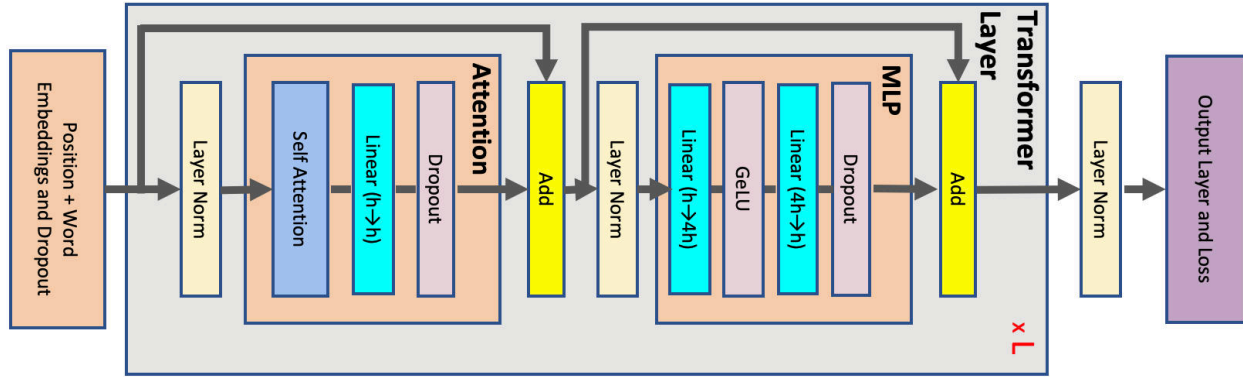 Position + Word
Embeddings and Dropout
Transformer
Layer
Layer Norm
Attention
Self Attention
Linear (h→h)
Dropout
Add
Layer Norm
MLP
Linear (h→4h)
GeLU
Linear (4h→h)
Dropout
Add
x L
Layer Norm
Output Layer and Loss